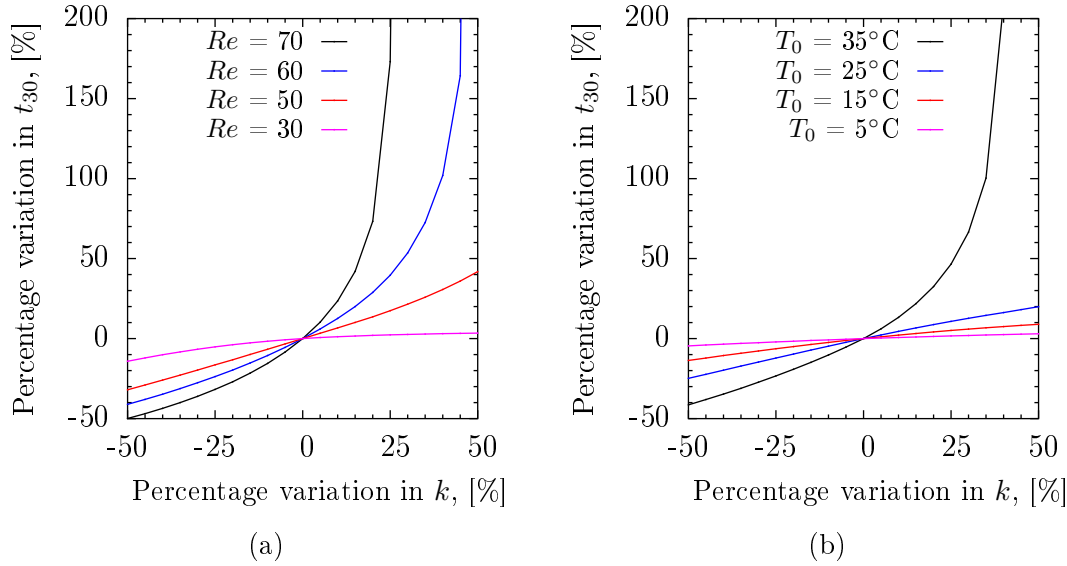 Percentage variation in t₃₀, [%]
200
150
100
50
0
-50
Re = 70
Re = 60
Re = 50
Re = 30
-50 -25 0 25 50
Percentage variation in k, [%]
(a)
Percentage variation in t₃₀, [%]
200
150
100
50
0
-50
T₀ = 35°C
T₀ = 25°C
T₀ = 15°C
T₀ = 5°C
-50 -25 0 25 50
Percentage variation in k, [%]
(b)